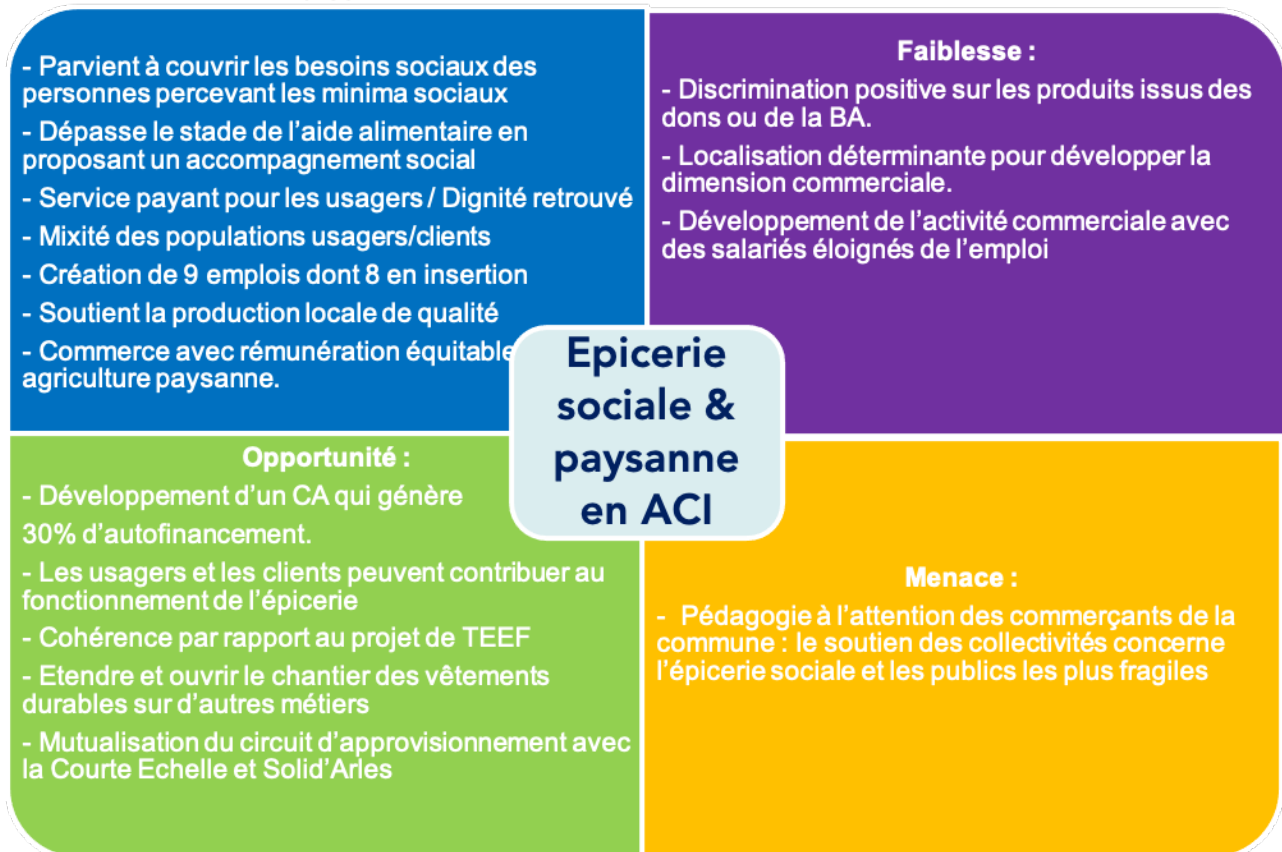 - Parvient à couvrir les besoins sociaux des
personnes percevant les minima sociaux
- Dépasse le stade de l'aide alimentaire en
proposant un accompagnement social
- Service payant pour les usagers / Dignité retrouvé
- Mixité des populations usagers/clients
- Création de 9 emplois dont 8 en insertion
- Soutient la production locale de qualité
- Commerce avec rémunération équitable
agriculture paysanne.
Faiblesse :
- Discrimination positive sur les produits issus des
dons ou de la BA.
- Localisation déterminante pour développer la
dimension commerciale.
- Développement de l'activité commerciale avec
des salariés éloignés de l'emploi
Epicerie
sociale &
paysanne
en ACI
Opportunité :
- Développement d'un CA qui génère
30% d'autofinancement.
- Les usagers et les clients peuvent contribuer au
fonctionnement de l'épicerie
- Cohérence par rapport au projet de TEEF
- Etendre et ouvrir le chantier des vêtements
durables sur d'autres métiers
- Mutualisation du circuit d'approvisionnement avec
la Courte Echelle et Solid'Arles
Menace :
- Pédagogie à l'attention des commerçants de la
commune : le soutien des collectivités concerne
l'épicerie sociale et les publics les plus fragiles